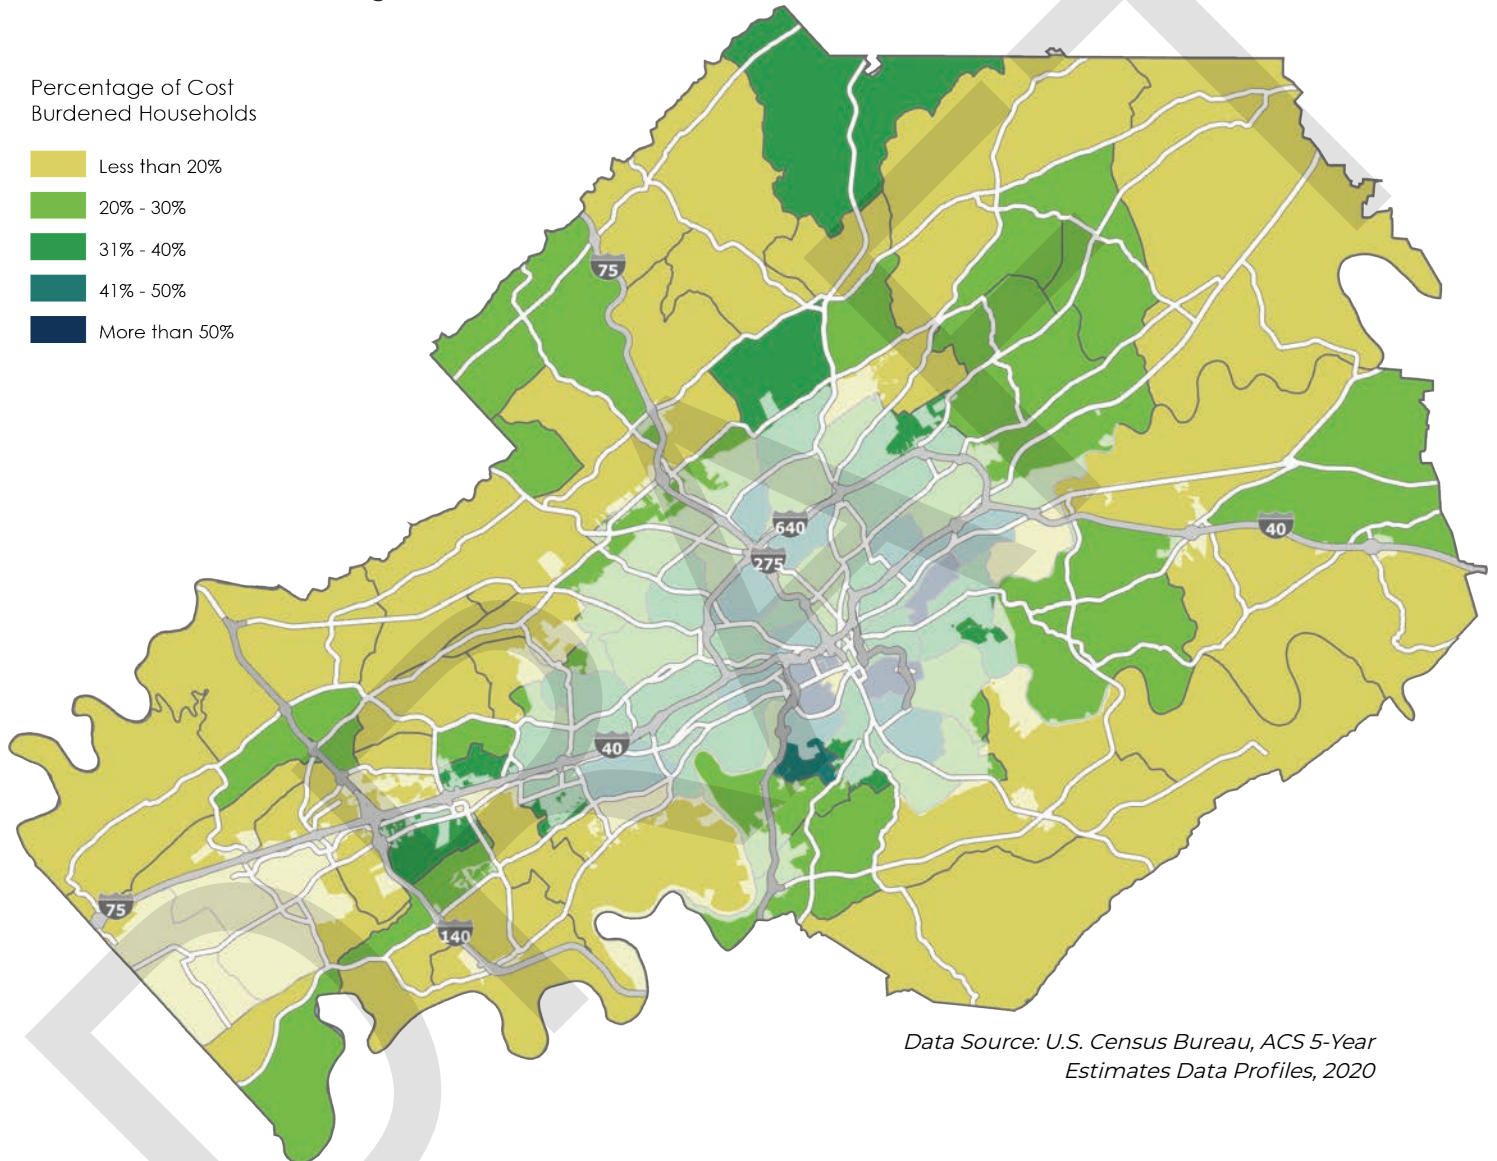 Percentage of Cost
Burdened Households
Less than 20%
20% - 30%
31% - 40%
41% - 50%
More than 50%
75
640
40
275
40
75
140
Data Source: U.S. Census Bureau, ACS 5-Year
Estimates Data Profiles, 2020
DRAFT